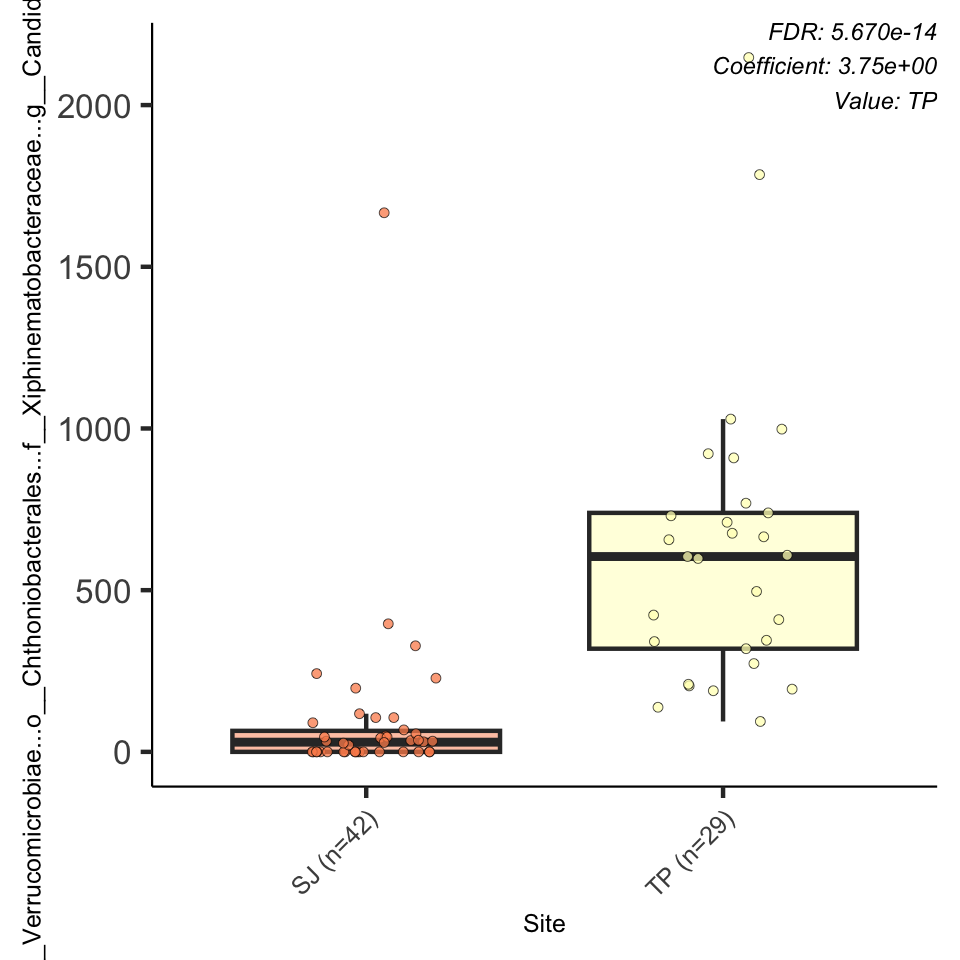 FDR: 5.670e-14
Coefficient: 3.75e+00
Value: TP
_Verrucomicrobiae...o__Chthoniobacterales...f__Xiphinematobacteraceae...g__Candid
2000
1500
1000
500
0
SJ (n=42)
TP (n=29)
Site